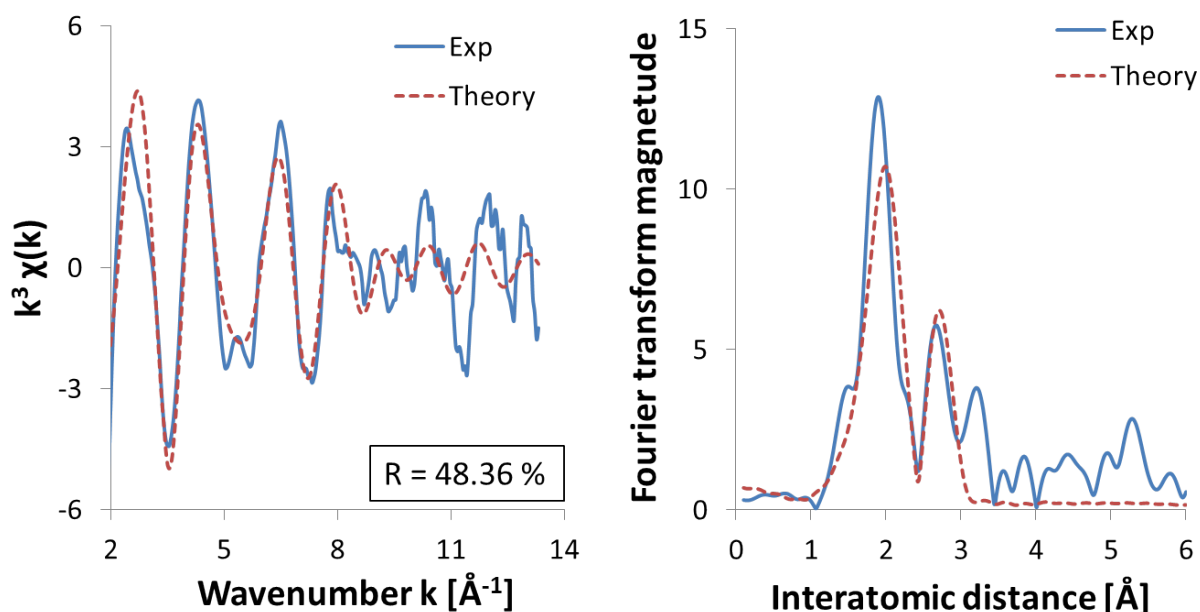 6
3
0
-3
-6
k³ χ(k)
Exp
Theory
R = 48.36 %
2
5
8
11
14
Wavenumber k [Å⁻¹]
15
10
5
0
Fourier transform magnetude
Exp
Theory
0
1
2
3
4
5
6
Interatomic distance [Å]